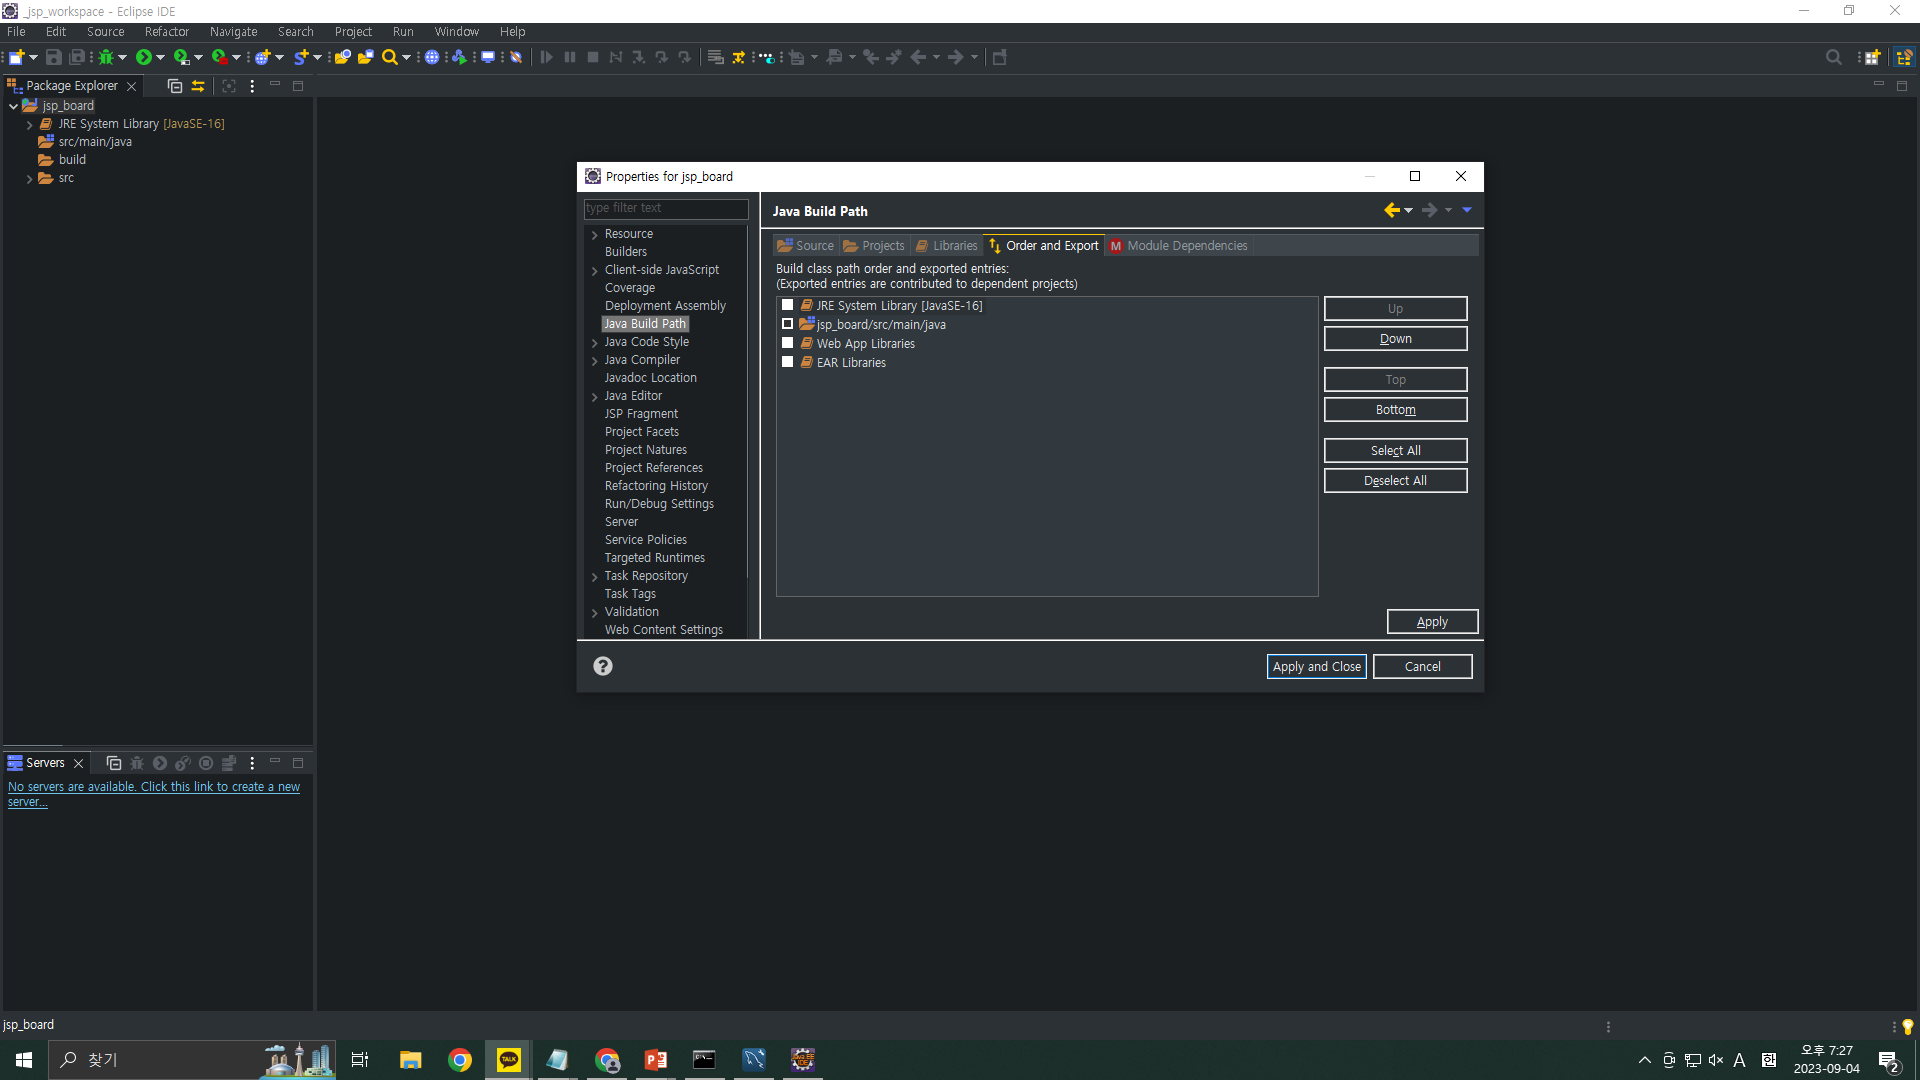 _jsp_workspace - Eclipse IDE
File Edit Source Refactor Navigate Search Project Run Window Help
Package Explorer
jsp_board
JRE System Library [JavaSE-16]
src/main/java
build
src
Properties for jsp_board
type filter text
Resource
Builders
Client-side JavaScript
Coverage
Deployment Assembly
Java Build Path
Java Code Style
Java Compiler
Javadoc Location
Java Editor
JSP Fragment
Project Facets
Project Natures
Project References
Refactoring History
Run/Debug Settings
Server
Service Policies
Targeted Runtimes
Task Repository
Task Tags
Validation
Web Content Settings
Java Build Path
Source Projects Libraries Order and Export M Module Dependencies
Build class path order and exported entries:
(Exported entries are contributed to dependent projects)
JRE System Library [JavaSE-16]
jsp_board/src/main/java
Web App Libraries
EAR Libraries
Up
Down
Top
Bottom
Select All
Deselect All
Apply
Apply and Close Cancel
Servers
No servers are available. Click this link to create a new
server...
jsp_board
찾기
TALK
A
오후 7:27
2023-09-04
2